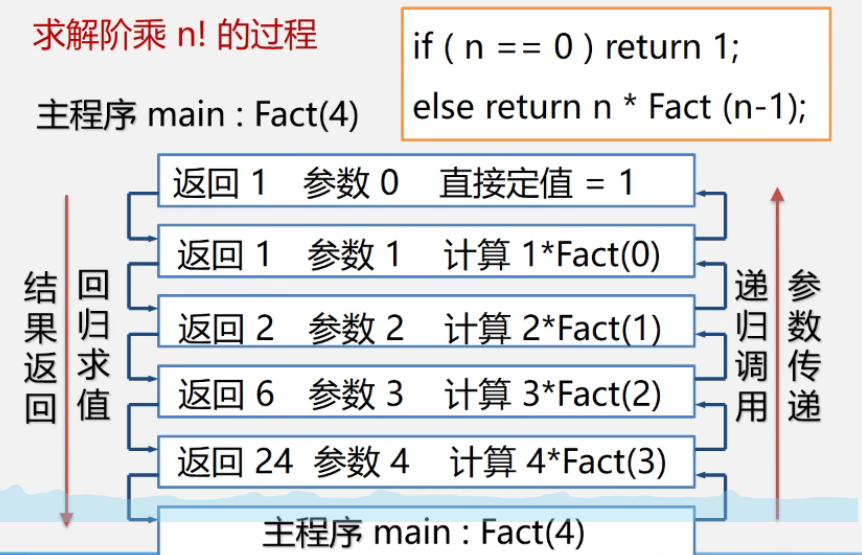 求解阶乘 n! 的过程
if ( n == 0 ) return 1;
else return n * Fact (n-1);
主程序 main : Fact(4)
返回 1 参数 0 直接定值 = 1
返回 1 参数 1 计算 1*Fact(0)
返回 2 参数 2 计算 2*Fact(1)
返回 6 参数 3 计算 3*Fact(2)
返回 24 参数 4 计算 4*Fact(3)
主程序 main : Fact(4)
结果返回
回归求值
递归调用
参数传递